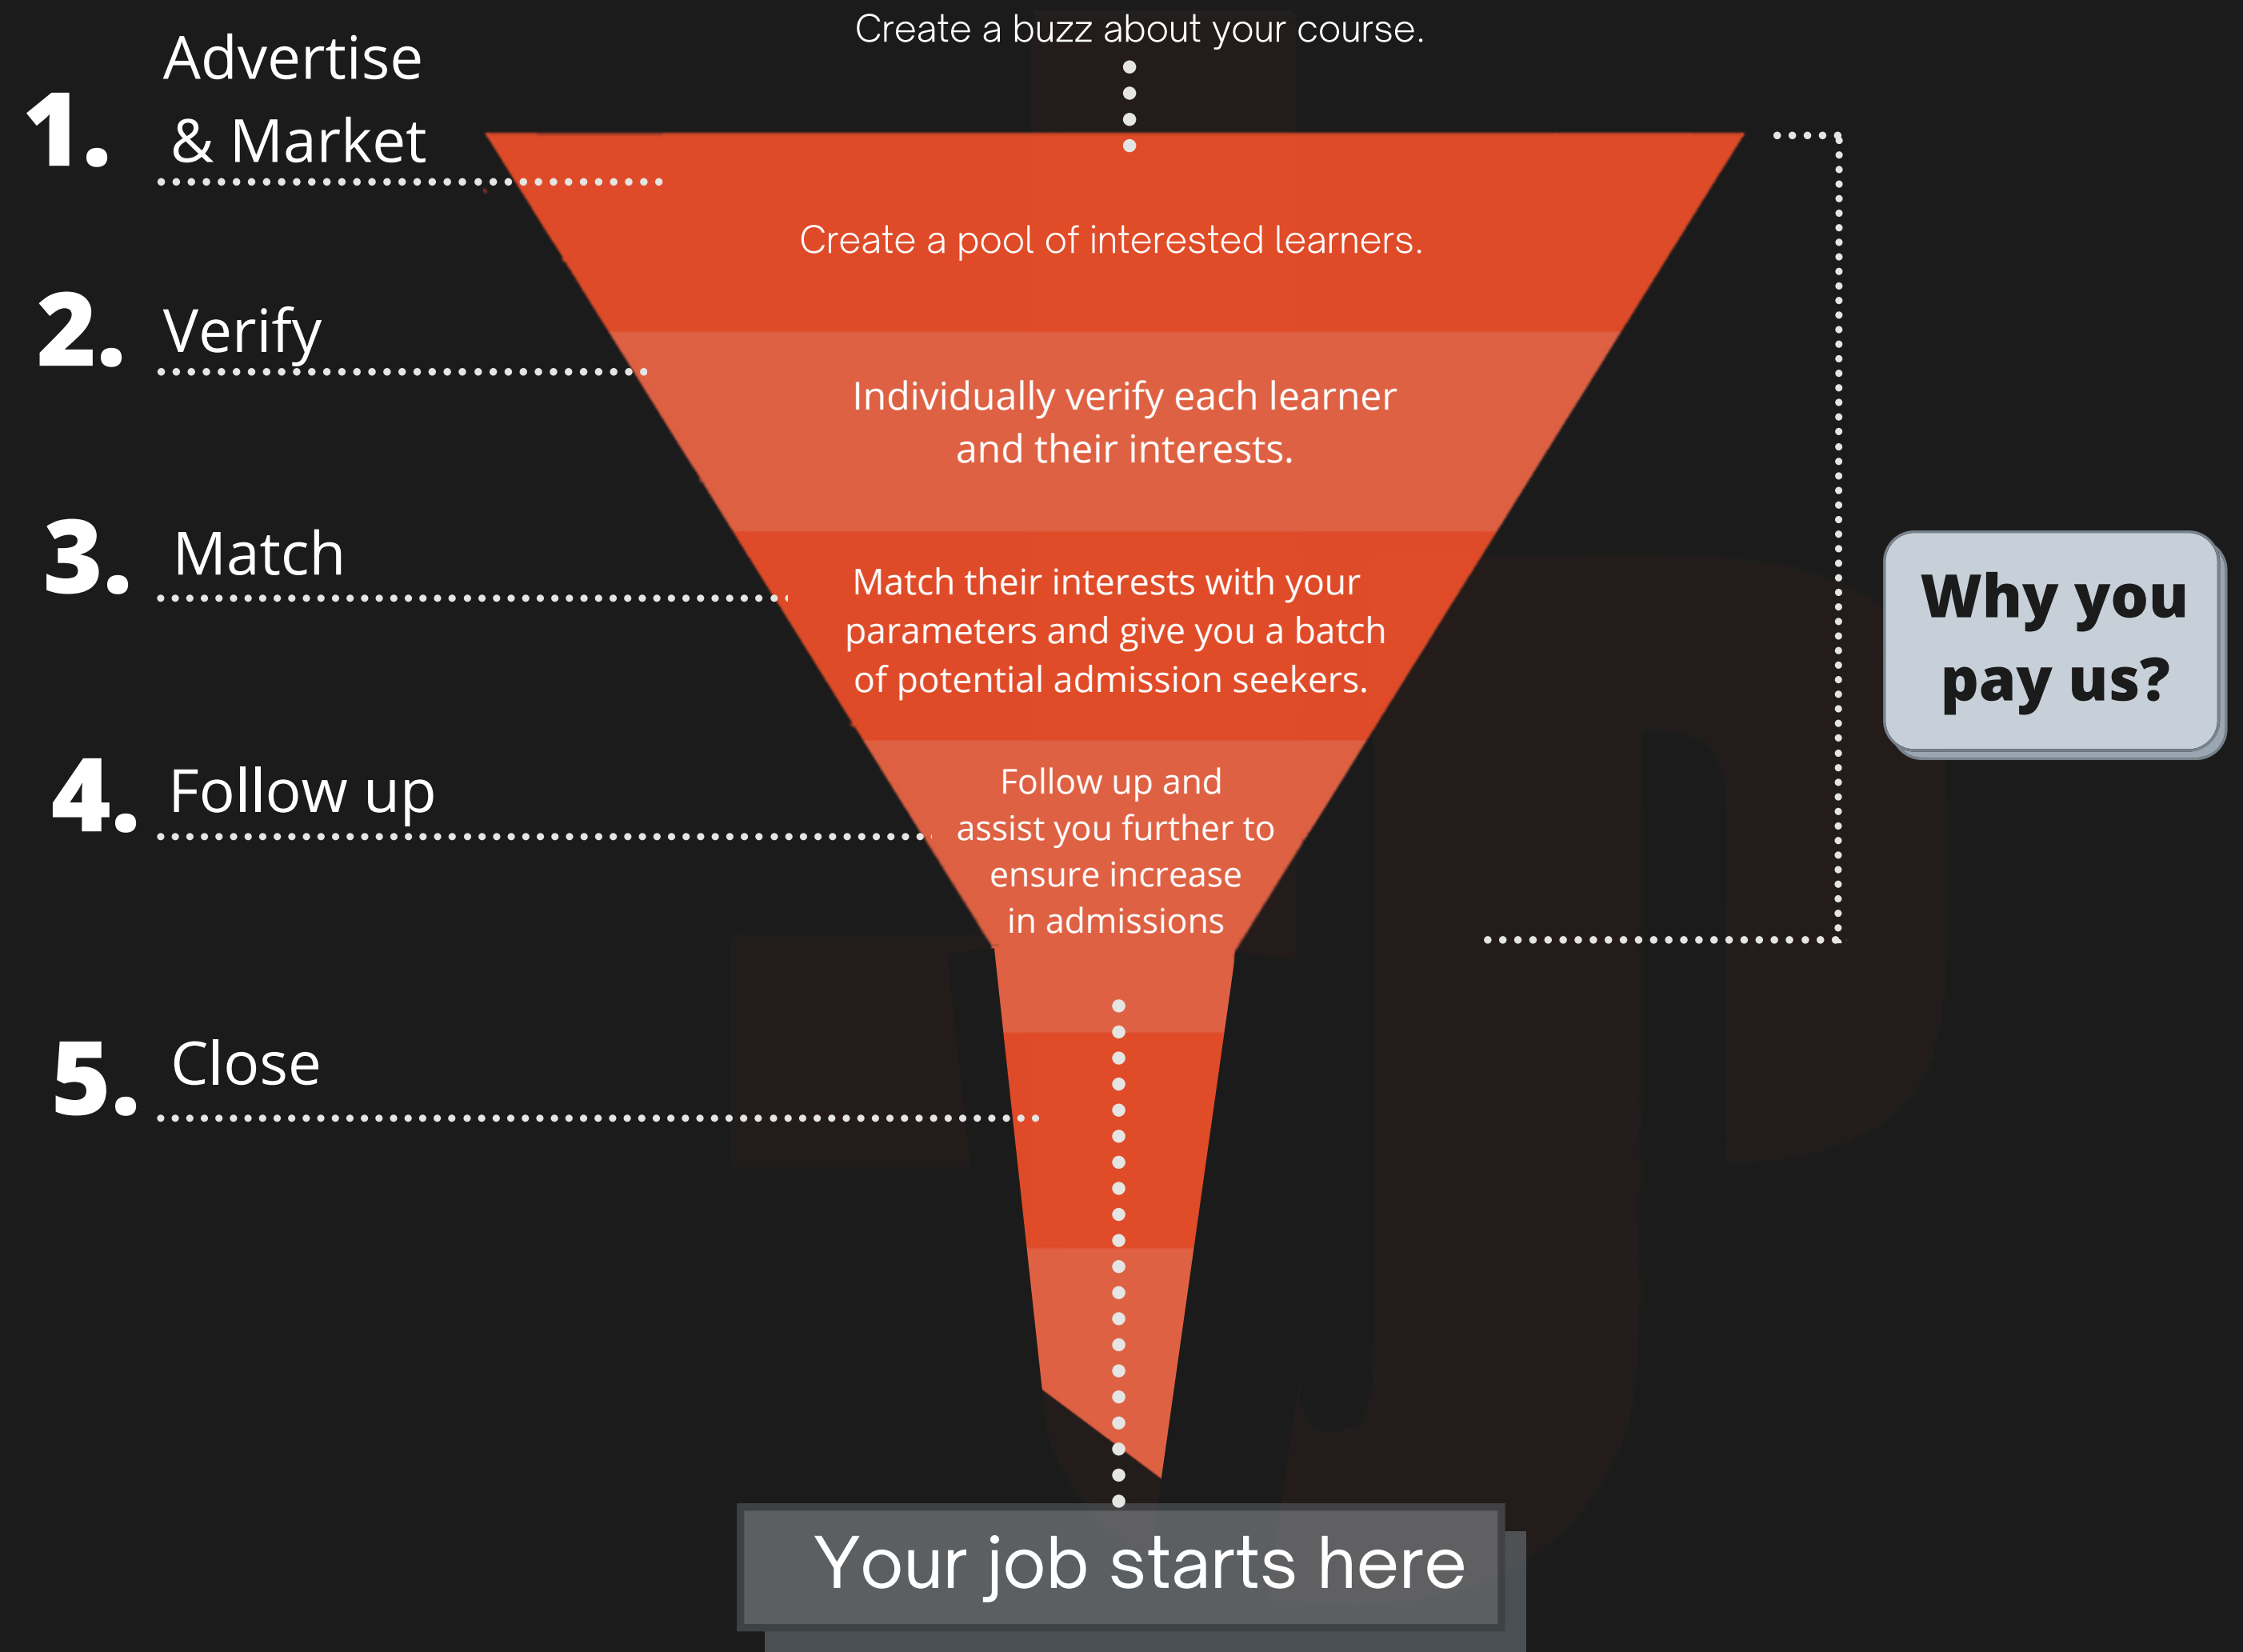 Create a buzz about your course.
1.
Advertise
& Market
Create a pool of interested learners.
2.
Verify
Individually verify each learner
and their interests.
3.
Match
Match their interests with your
parameters and give you a batch
of potential admission seekers.
Why you
pay us?
4.
Follow up
Follow up and
assist you further to
ensure increase
in admissions
5.
Close
Your job starts here